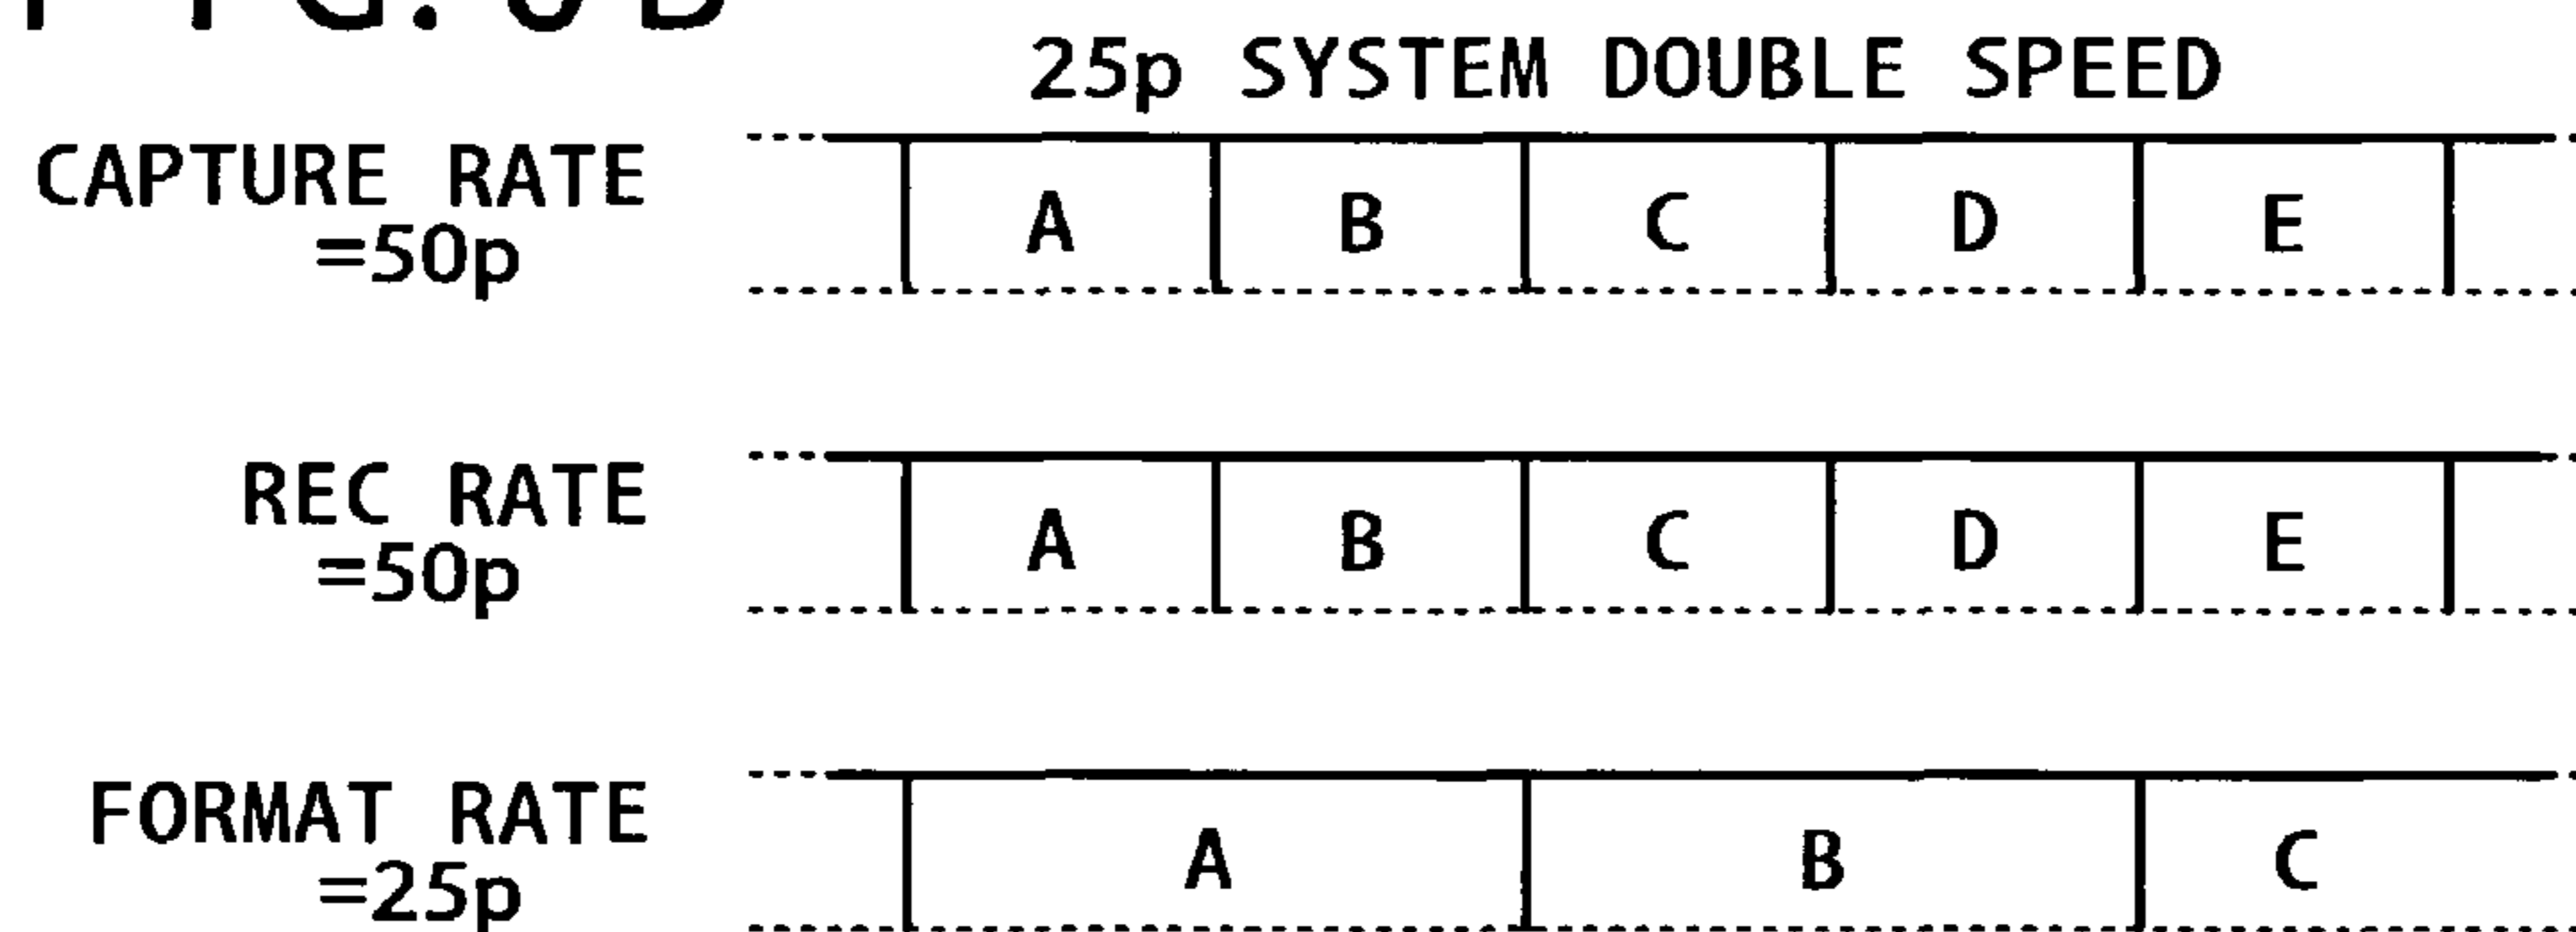 25p SYSTEM DOUBLE SPEED
CAPTURE RATE
=50p
A B C D E
REC RATE
=50p
A B C D E
FORMAT RATE
=25p
A B C